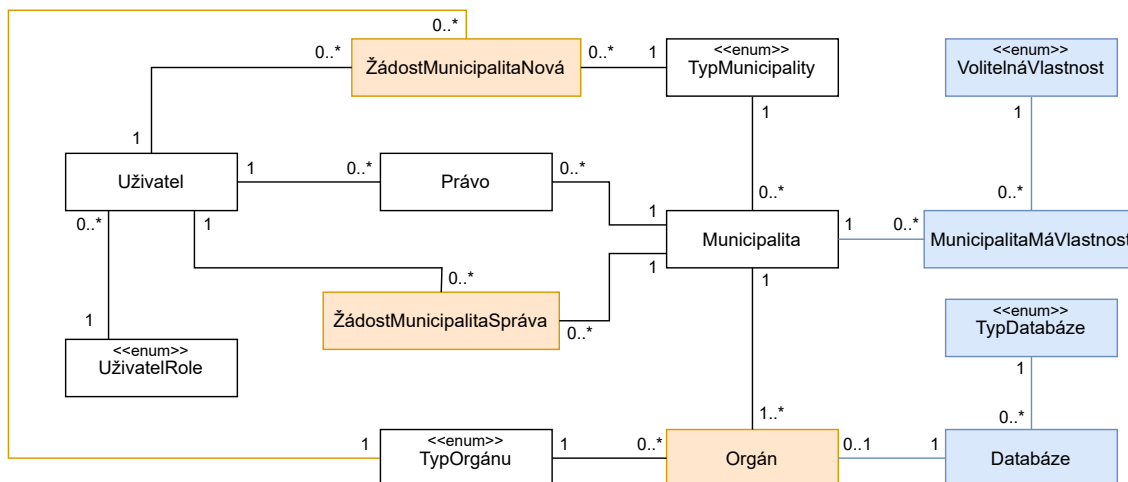 0..*
0..*
ŽádostMunicipalitaNová
0..*
1
<<enum>>
TypMunicipality
<<enum>>
VolitelnáVlastnost
1
1
1
Uživatel
1
0..*
Právo
0..*
0..*
0..*
0..*
1
1
Municipalita
1
0..*
MunicipalitaMáVlastnost
1
1
0..*
ŽádostMunicipalitaSpráva
0..*
1
<<enum>>
UživatelRole
<<enum>>
TypDatabáze
1
1..*
0..*
1
<<enum>>
TypOrgánu
1
0..*
Orgán
0..1
1
Databáze